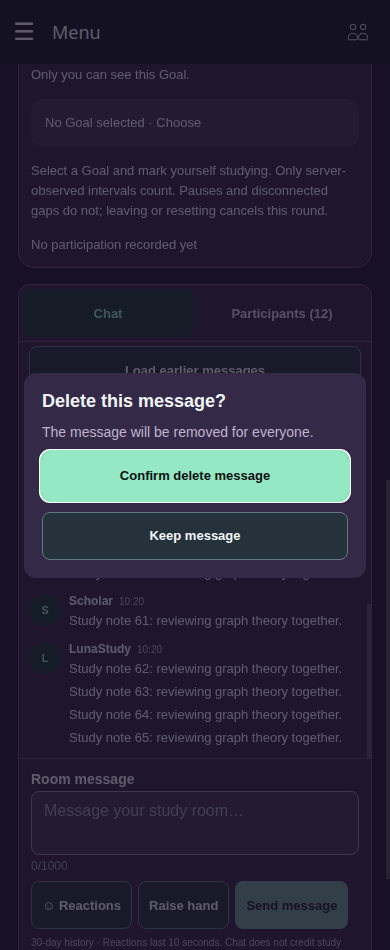 ☰ Menu
Only you can see this Goal.
No Goal selected · Choose
Select a Goal and mark yourself studying. Only server-
observed intervals count. Pauses and disconnected
gaps do not; leaving or resetting cancels this round.
No participation recorded yet
Chat Participants (12)
Load earlier messages
Delete this message?
The message will be removed for everyone.
Confirm delete message
Keep message
S Scholar 10:20
Study note 61: reviewing graph theory together.
L LunaStudy 10:20
Study note 62: reviewing graph theory together.
Study note 63: reviewing graph theory together.
Study note 64: reviewing graph theory together.
Study note 65: reviewing graph theory together.
Room message
Message your study room…
0/1000
☺ Reactions Raise hand Send message
30-day history · Reactions last 10 seconds. Chat does not credit study